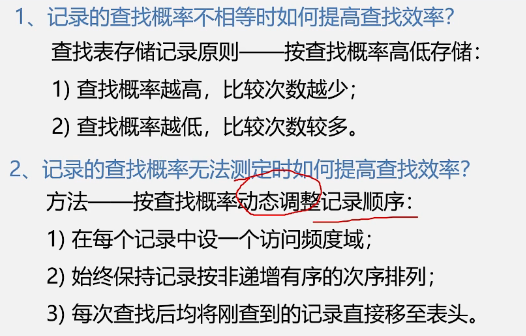 1、记录的查找概率不相等时如何提高查找效率?
查找表存储记录原则——按查找概率高低存储：
1) 查找概率越高，比较次数越少；
2) 查找概率越低，比较次数较多。
2、记录的查找概率无法测定时如何提高查找效率?
方法——按查找概率动态调整记录顺序：
1) 在每个记录中设一个访问频度域；
2) 始终保持记录按非递增有序的次序排列；
3) 每次查找后均将刚查到的记录直接移至表头。